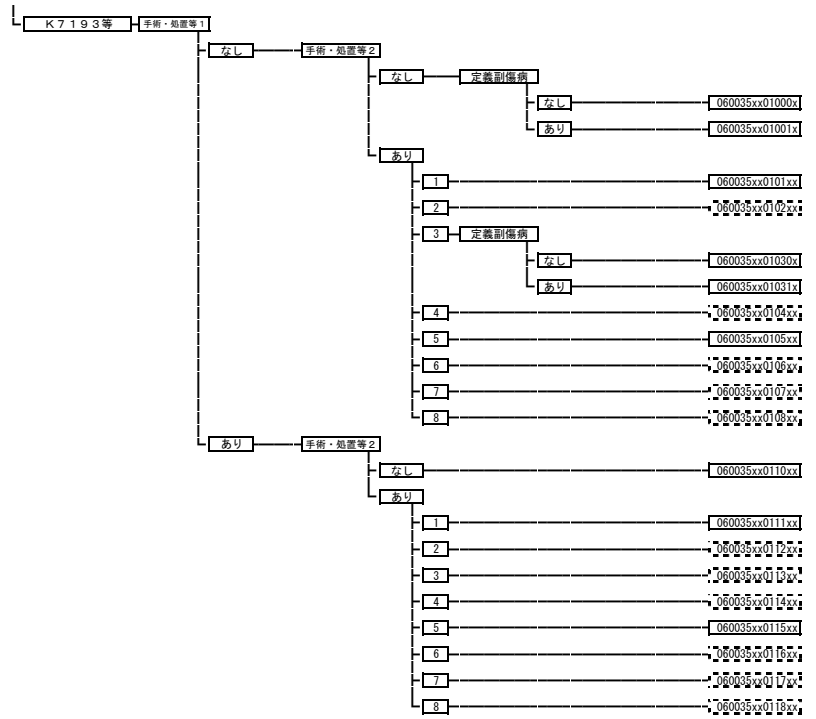 K7193等 手術・処置等1
なし 手術・処置等2
なし 定義副傷病
なし 060035xx01000x
あり 060035xx01001x
あり
1 060035xx0101xx
2 060035xx0102xx
3 定義副傷病
なし 060035xx01030x
あり 060035xx01031x
4 060035xx0104xx
5 060035xx0105xx
6 060035xx0106xx
7 060035xx0107xx
8 060035xx0108xx
あり 手術・処置等2
なし 060035xx0110xx
あり
1 060035xx0111xx
2 060035xx0112xx
3 060035xx0113xx
4 060035xx0114xx
5 060035xx0115xx
6 060035xx0116xx
7 060035xx0117xx
8 060035xx0118xx